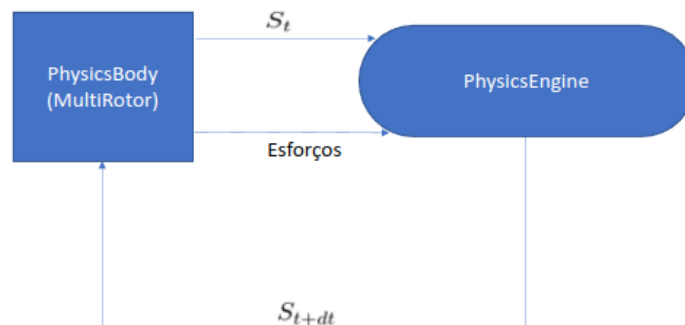 S_t
PhysicsBody
(MultiRotor)
PhysicsEngine
Esforços
S_{t+dt}